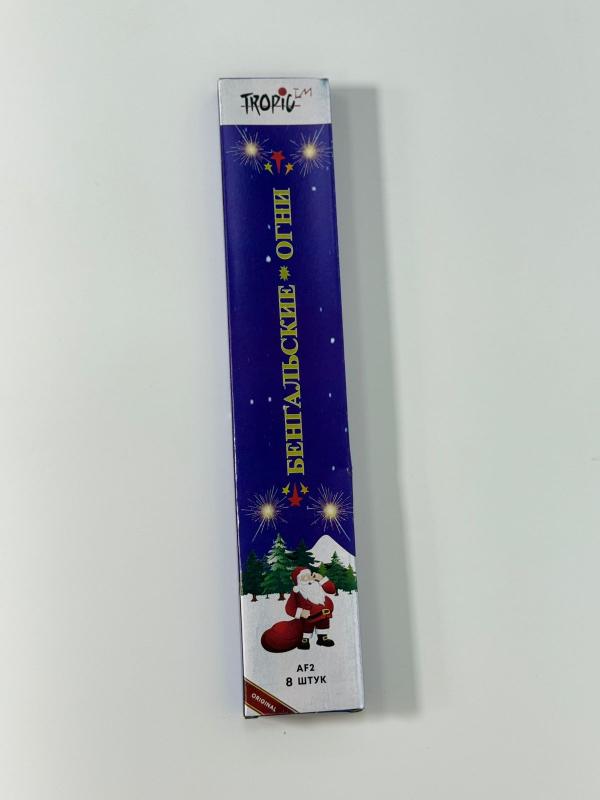 TROPIC TM
БЕНГАЛЬСКИЕ ОГНИ
AF2
8 ШТУК
ORIGINAL